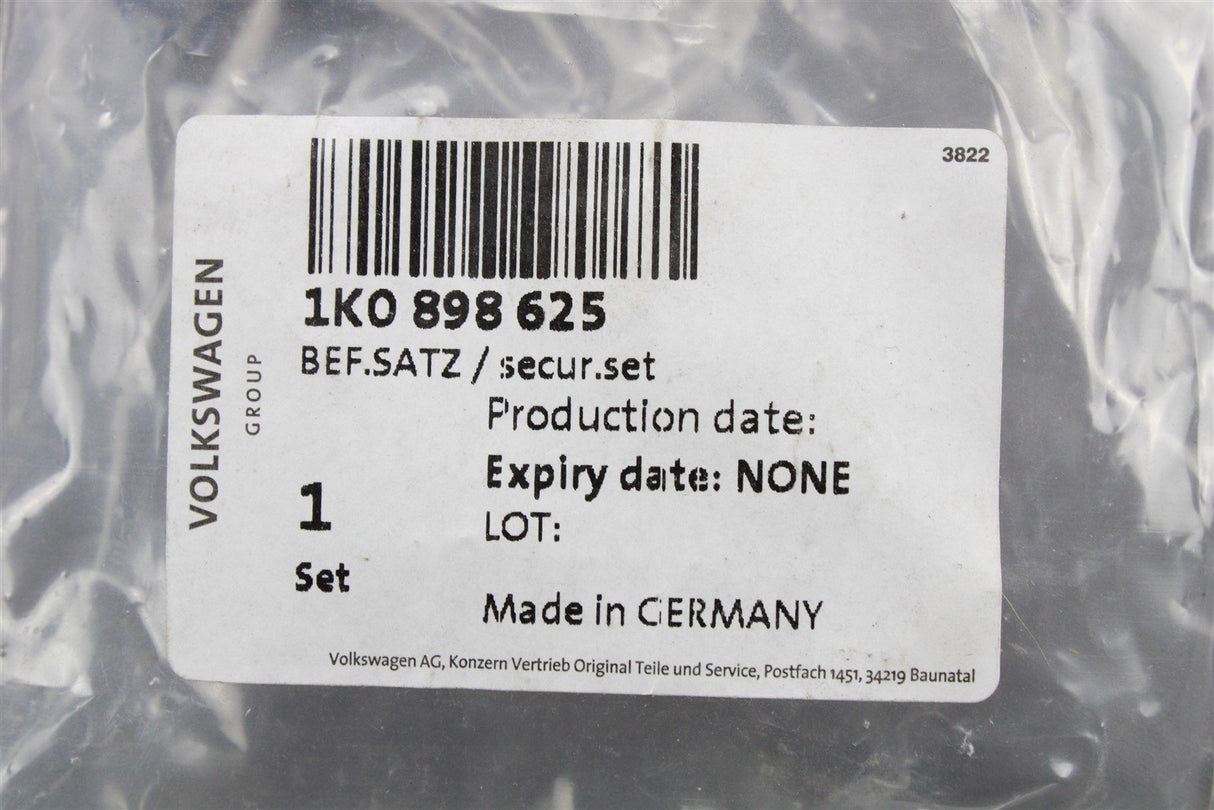 3822
VOLKSWAGEN
GROUP
1K0 898 625
BEF.SATZ / secur.set
Production date:
Expiry date: NONE
1
LOT:
Set
Made in GERMANY
Volkswagen AG, Konzern Vertrieb Original Teile und Service, Postfach 1451, 34219 Baunatal